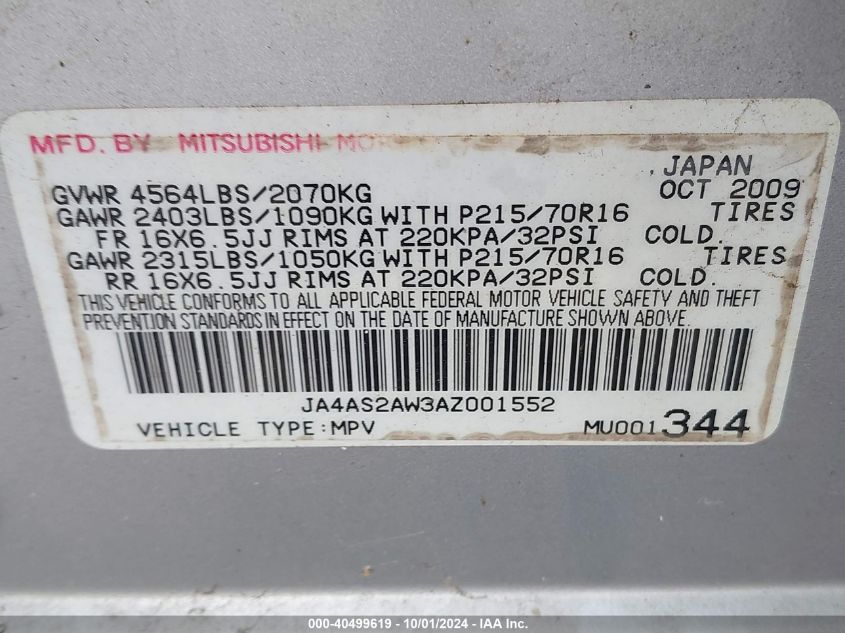 MFD. BY MITSUBISHI
JAPAN
GVWR 4564LBS/2070KG OCT 2009
GAWR 2403LBS/1090KG WITH P215/70R16 TIRES
FR 16X6.5JJ RIMS AT 220KPA/32PSI COLD.
GAWR 2315LBS/1050KG WITH P215/70R16 TIRES
RR 16X6.5JJ RIMS AT 220KPA/32PSI COLD.
THIS VEHICLE CONFORMS TO ALL APPLICABLE FEDERAL MOTOR VEHICLE SAFETY AND THEFT
PREVENTION STANDARDS IN EFFECT ON THE DATE OF MANUFACTURE SHOWN ABOVE.
JA4AS2AW3AZ001552
VEHICLE TYPE:MPV MU001344
000-40499619 - 10/01/2024 - IAA Inc.